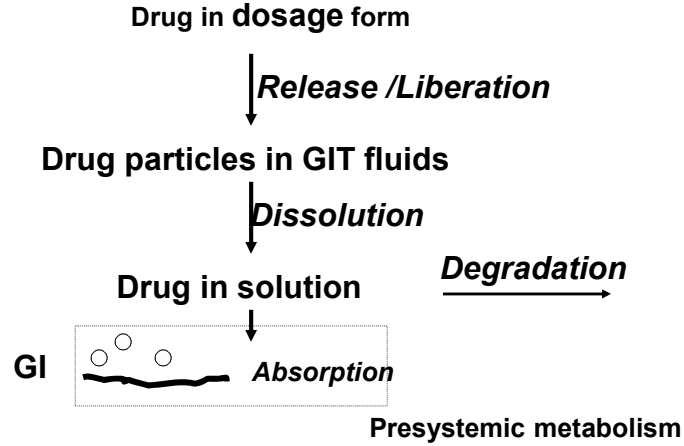 Drug in dosage form
Release /Liberation
Drug particles in GIT fluids
Dissolution
Degradation
Drug in solution
GI
Absorption
Presystemic metabolism